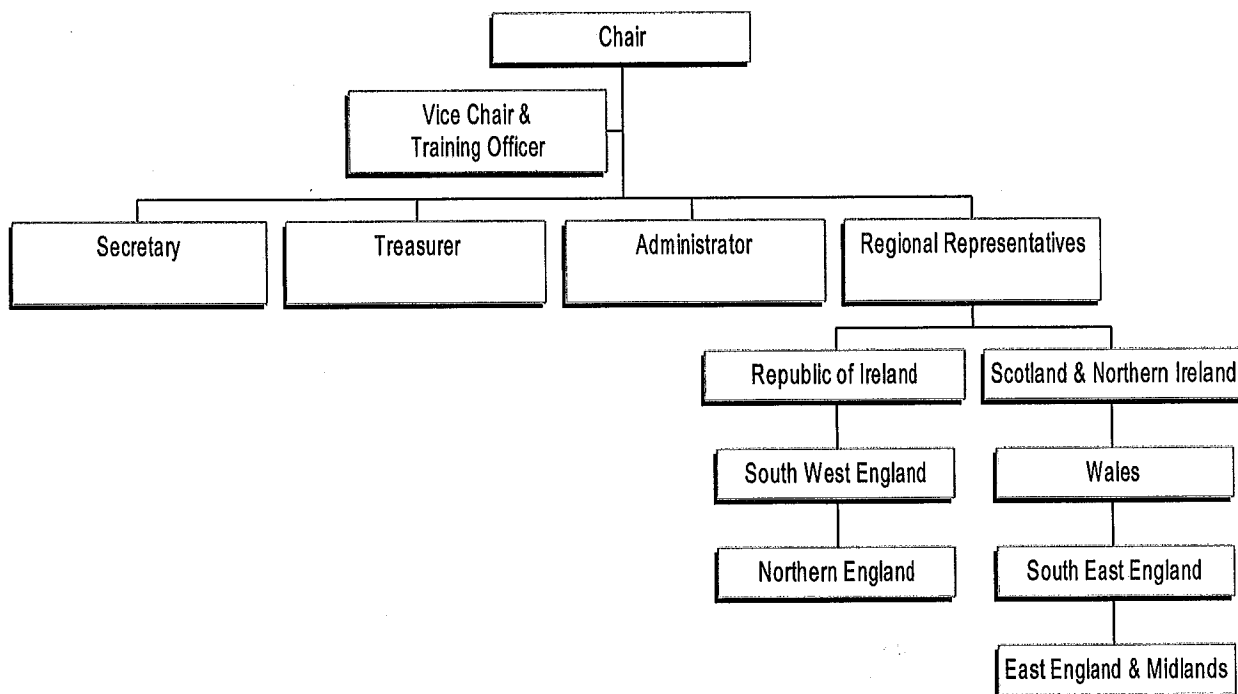 Chair
Vice Chair &
Training Officer
Secretary
Treasurer
Administrator
Regional Representatives
Republic of Ireland
Scotland & Northern Ireland
South West England
Wales
Northern England
South East England
East England & Midlands